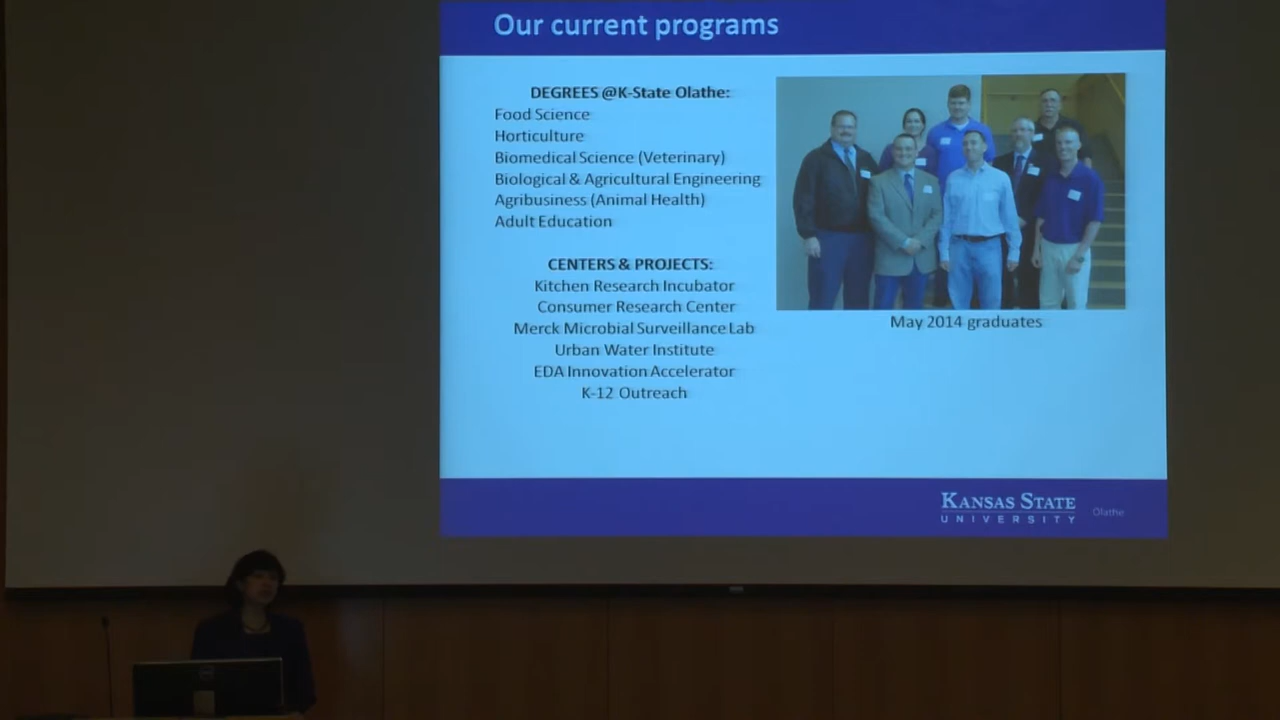 Our current programs
DEGREES @K-State Olathe:
Food Science
Horticulture
Biomedical Science (Veterinary)
Biological & Agricultural Engineering
Agribusiness (Animal Health)
Adult Education
CENTERS & PROJECTS:
Kitchen Research Incubator
Consumer Research Center
Merck Microbial Surveillance Lab
Urban Water Institute
EDA Innovation Accelerator
K-12 Outreach
May 2014 graduates
KANSAS STATE
UNIVERSITY
Olathe